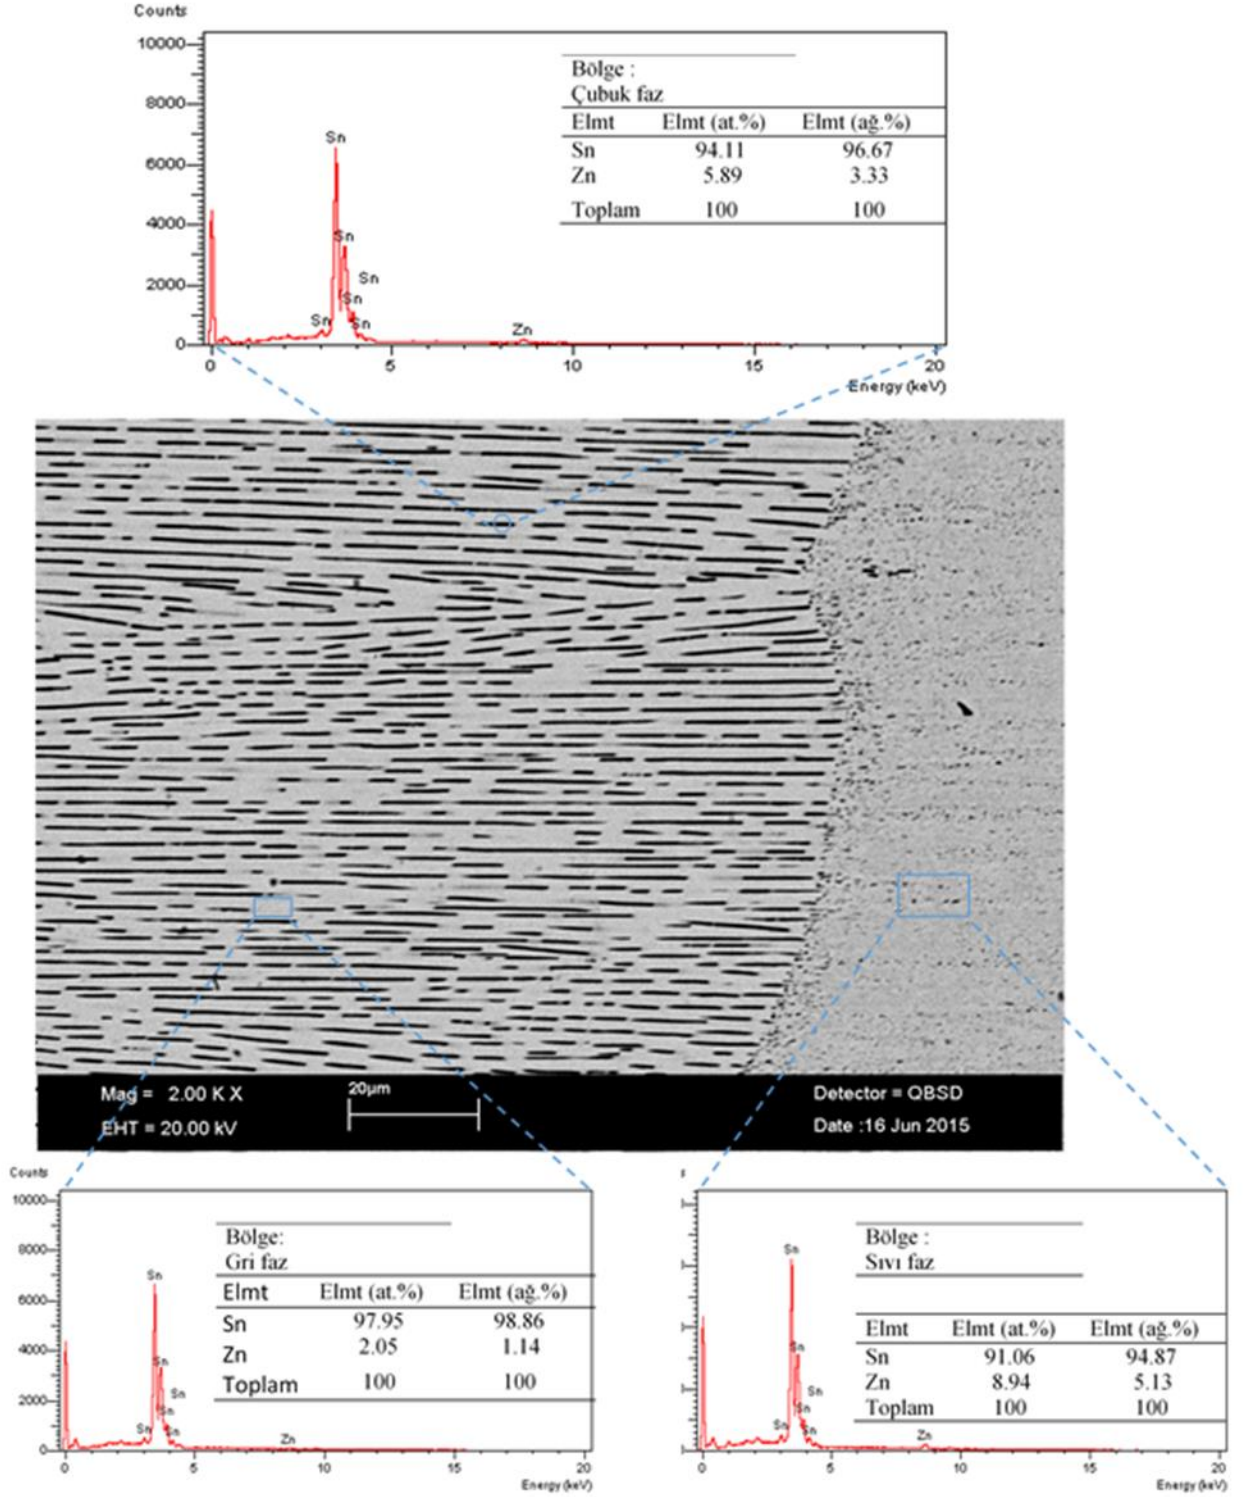 Counts
10000
8000
6000
4000
2000
0
Sn
Sn
Sn
Sn
Sn
Sn
Zn
0 5 10 15 20
Energy (keV)
Bölge :
Çubuk faz
Elmt Elmt (at.%) Elmt (ağ.%)
Sn 94.11 96.67
Zn 5.89 3.33
Toplam 100 100
Mag = 2.00 K X
EHT = 20.00 kV
20µm
Detector = QBSD
Date :16 Jun 2015
Counts
10000
8000
6000
4000
2000
0
Sn
Sn
Sn
Sn
Sn
Sn
Zn
0 5 10 15 20
Energy (keV)
Bölge:
Gri faz
Elmt Elmt (at.%) Elmt (ağ.%)
Sn 97.95 98.86
Zn 2.05 1.14
Toplam 100 100
Sn
Sn
Sn
Sn
Sn
Sn
Zn
0 5 10 15 20
Energy (keV)
Bölge :
Sıvı faz
Elmt Elmt (at.%) Elmt (ağ.%)
Sn 91.06 94.87
Zn 8.94 5.13
Toplam 100 100